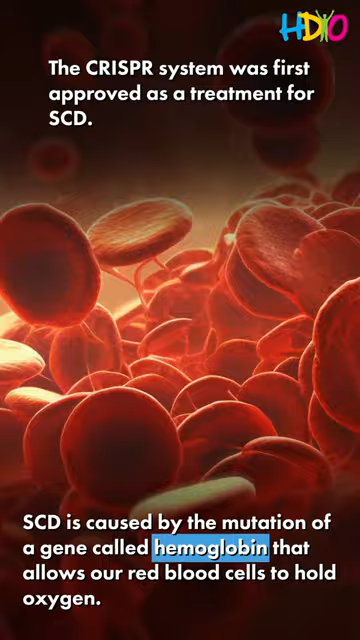 HDYO
The CRISPR system was first
approved as a treatment for
SCD.
SCD is caused by the mutation of
a gene called hemoglobin that
allows our red blood cells to hold
oxygen.